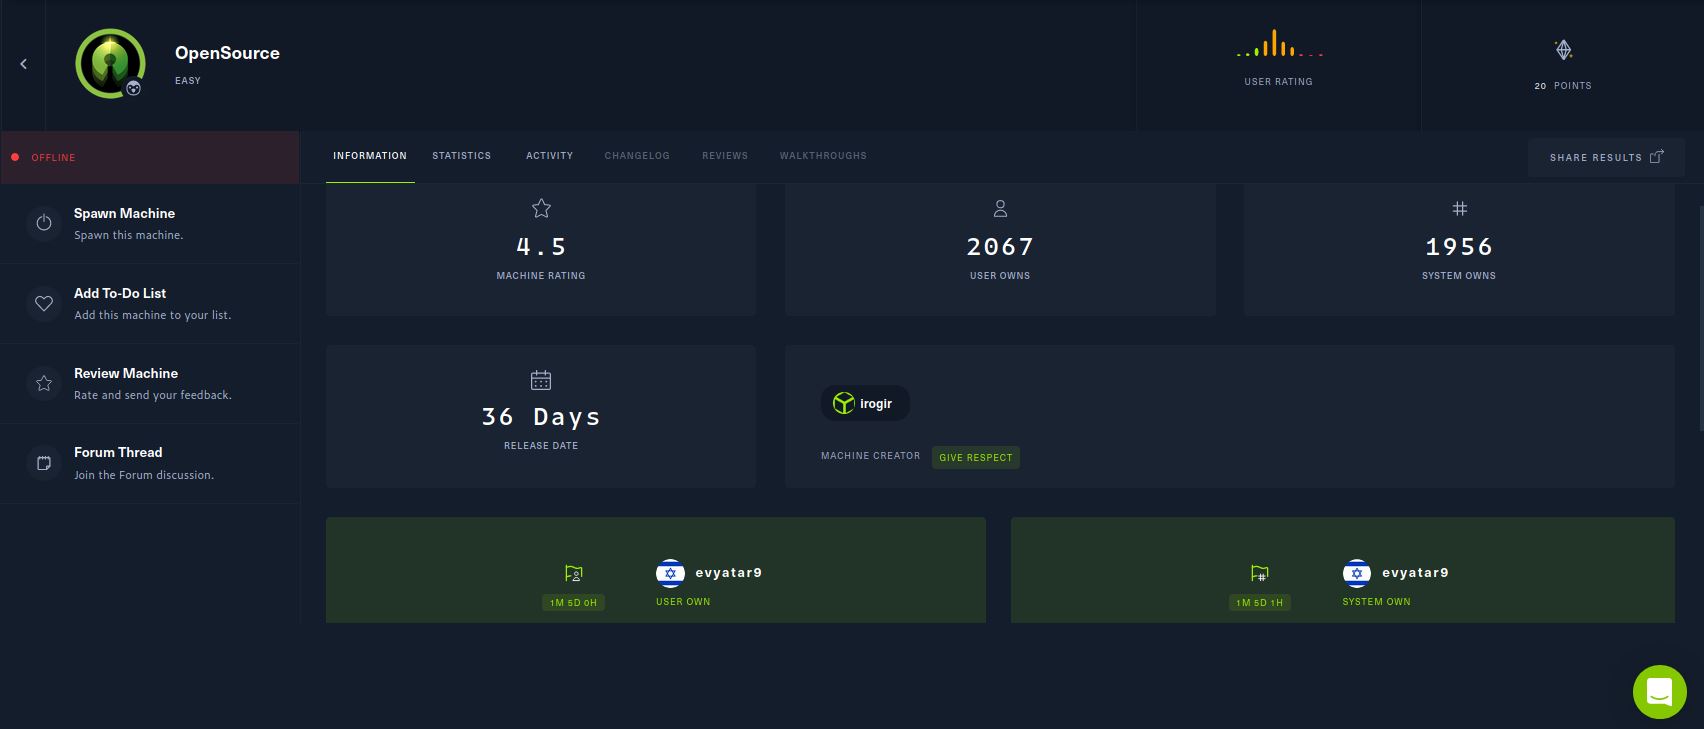 OpenSource
EASY
USER RATING
20 POINTS
OFFLINE
INFORMATION STATISTICS ACTIVITY CHANGELOG REVIEWS WALKTHROUGHS
SHARE RESULTS
Spawn Machine
Spawn this machine.
Add To-Do List
Add this machine to your list.
Review Machine
Rate and send your feedback.
Forum Thread
Join the Forum discussion.
4.5
MACHINE RATING
2067
USER OWNS
1956
SYSTEM OWNS
36 Days
RELEASE DATE
irogir
MACHINE CREATOR GIVE RESPECT
evyatar9
1M 5D 0H USER OWN
evyatar9
1M 5D 1H SYSTEM OWN